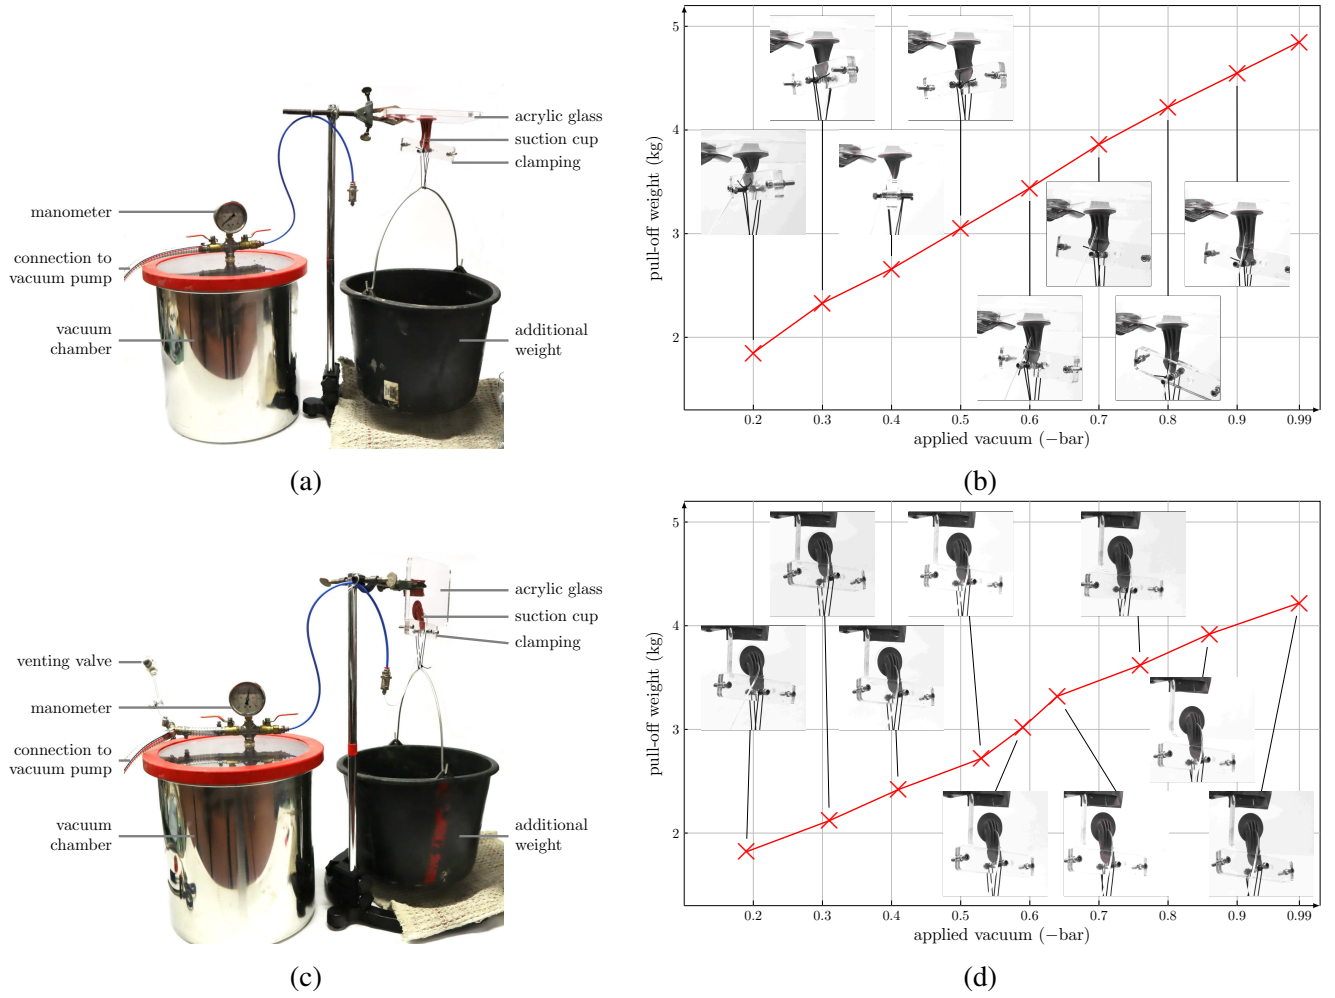 acrylic glass
suction cup
clamping
manometer
connection to
vacuum pump
vacuum
chamber
additional
weight
(a)
pull-off weight (kg)
5
4
3
2
0.2 0.3 0.4 0.5 0.6 0.7 0.8 0.9 0.99
applied vacuum (−bar)
(b)
acrylic glass
suction cup
clamping
venting valve
manometer
connection to
vacuum pump
vacuum
chamber
additional
weight
(c)
pull-off weight (kg)
5
4
3
2
0.2 0.3 0.4 0.5 0.6 0.7 0.8 0.9 0.99
applied vacuum (−bar)
(d)